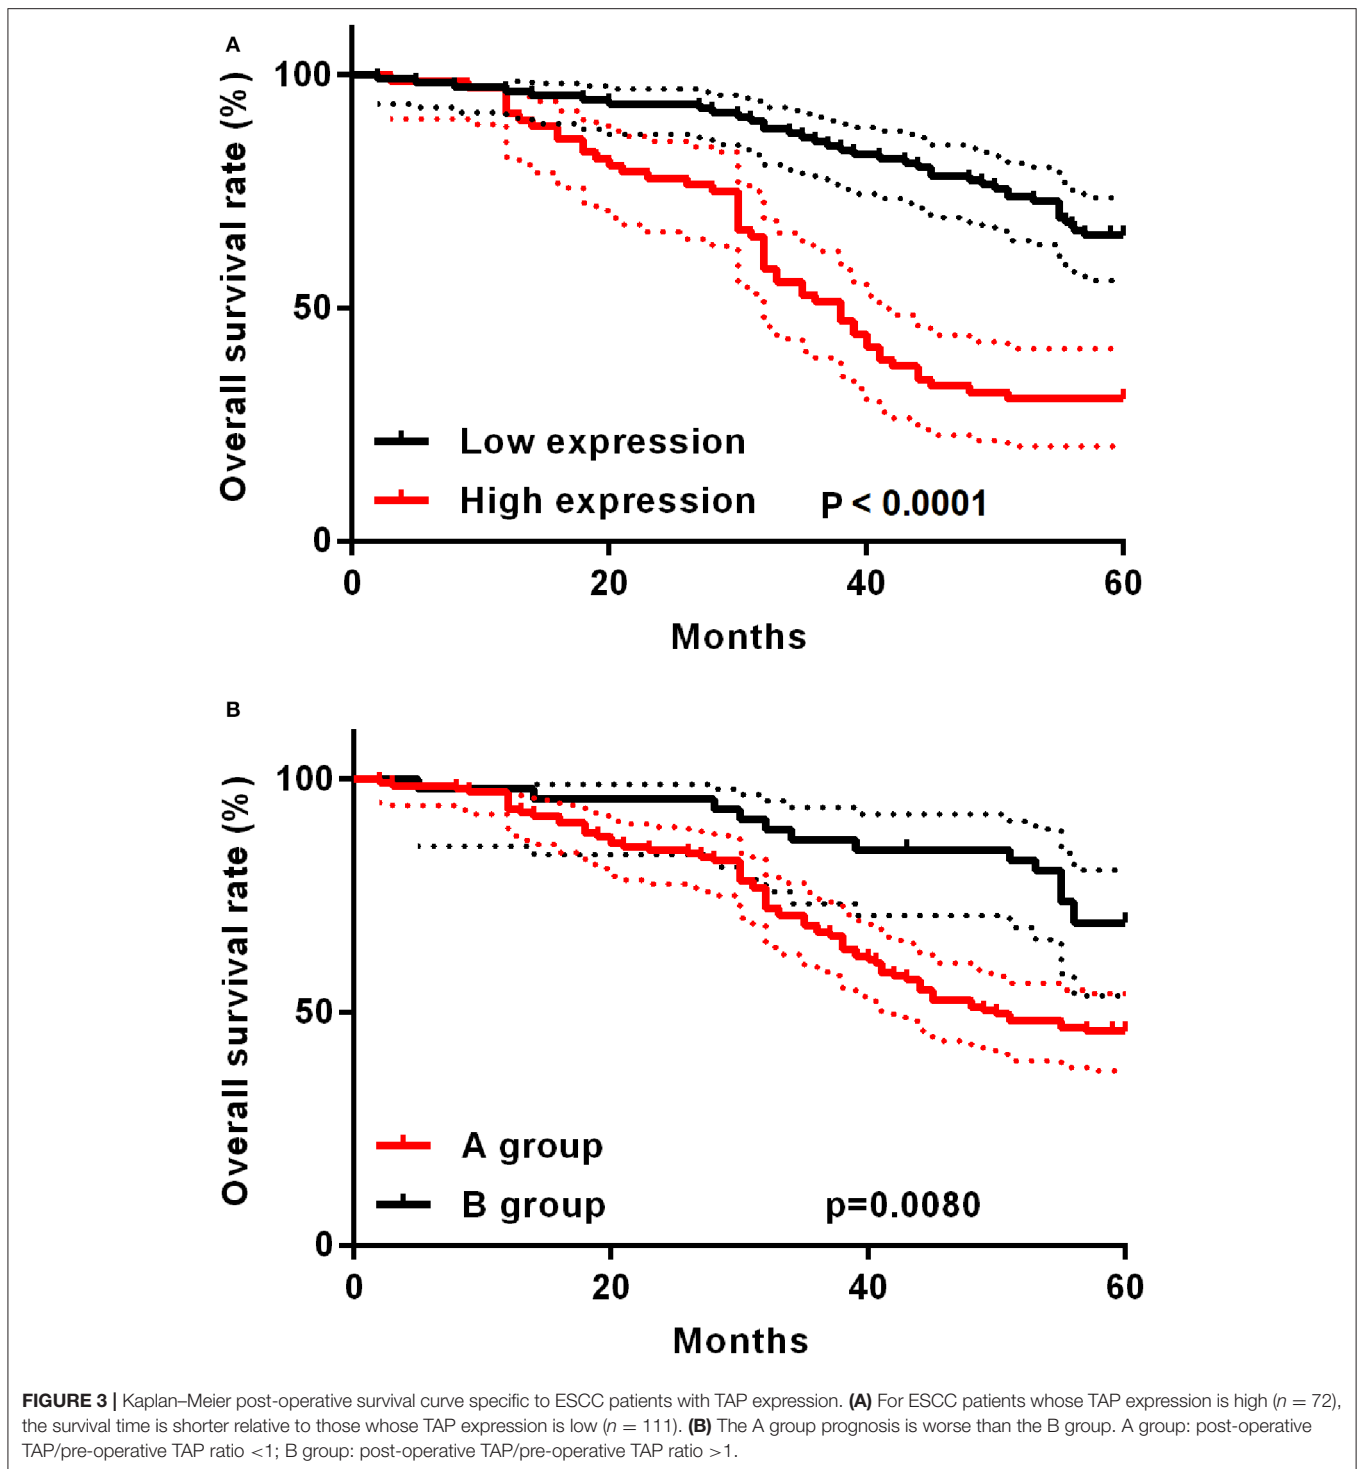 A
Overall survival rate (%)
100
50
0
Low expression
High expression
P < 0.0001
0 20 40 60
Months
B
Overall survival rate (%)
100
50
0
A group
B group
p=0.0080
0 20 40 60
Months
FIGURE 3 | Kaplan–Meier post-operative survival curve specific to ESCC patients with TAP expression. (A) For ESCC patients whose TAP expression is high (n = 72),
the survival time is shorter relative to those whose TAP expression is low (n = 111). (B) The A group prognosis is worse than the B group. A group: post-operative
TAP/pre-operative TAP ratio <1; B group: post-operative TAP/pre-operative TAP ratio >1.